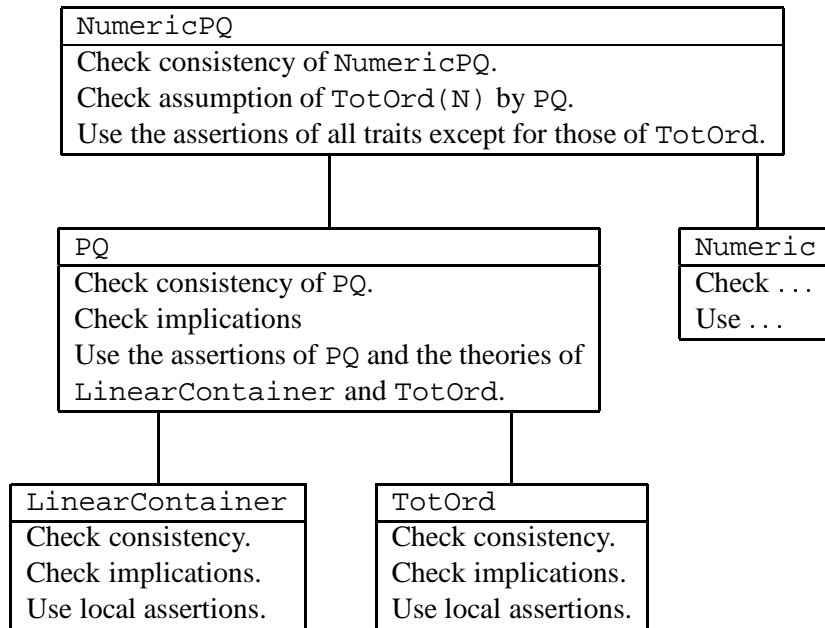 NumericPQ
Check consistency of NumericPQ.
Check assumption of TotOrd(N) by PQ.
Use the assertions of all traits except for those of TotOrd.
PQ
Check consistency of PQ.
Check implications
Use the assertions of PQ and the theories of
LinearContainer and TotOrd.
Numeric
Check ...
Use ...
LinearContainer
Check consistency.
Check implications.
Use local assertions.
TotOrd
Check consistency.
Check implications.
Use local assertions.